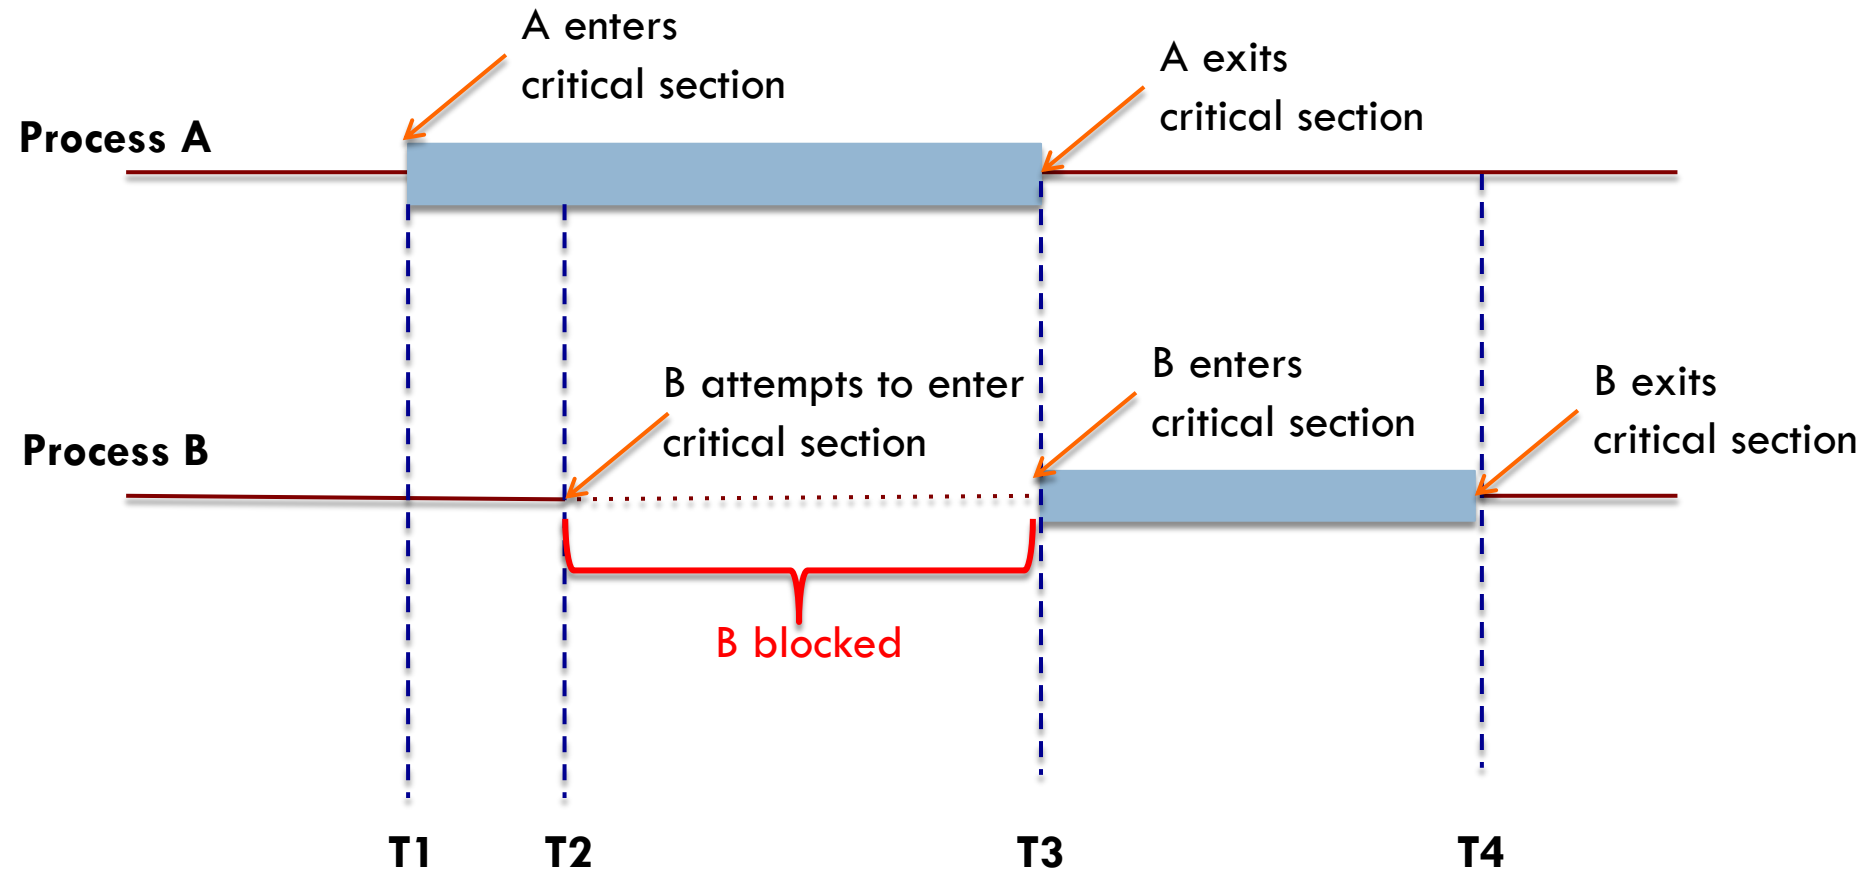 A enters
critical section
A exits
critical section
Process A
B attempts to enter
critical section
B enters
critical section
B exits
critical section
Process B
B blocked
T1
T2
T3
T4